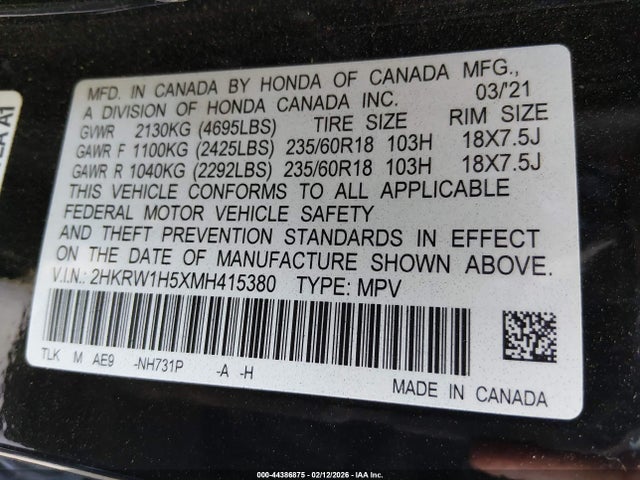 MFD. IN CANADA BY HONDA OF CANADA MFG.,
A DIVISION OF HONDA CANADA INC. 03/'21
GVWR 2130KG (4695LBS) TIRE SIZE RIM SIZE
GAWR F 1100KG (2425LBS) 235/60R18 103H 18X7.5J
GAWR R 1040KG (2292LBS) 235/60R18 103H 18X7.5J
THIS VEHICLE CONFORMS TO ALL APPLICABLE
FEDERAL MOTOR VEHICLE SAFETY
AND THEFT PREVENTION STANDARDS IN EFFECT
ON THE DATE OF MANUFACTURE SHOWN ABOVE.
V.I.N.: 2HKRW1H5XMH415380 TYPE: MPV
TLK M AE9 -NH731P -A -H
MADE IN CANADA
000-44386875 - 02/12/2026 - IAA Inc.